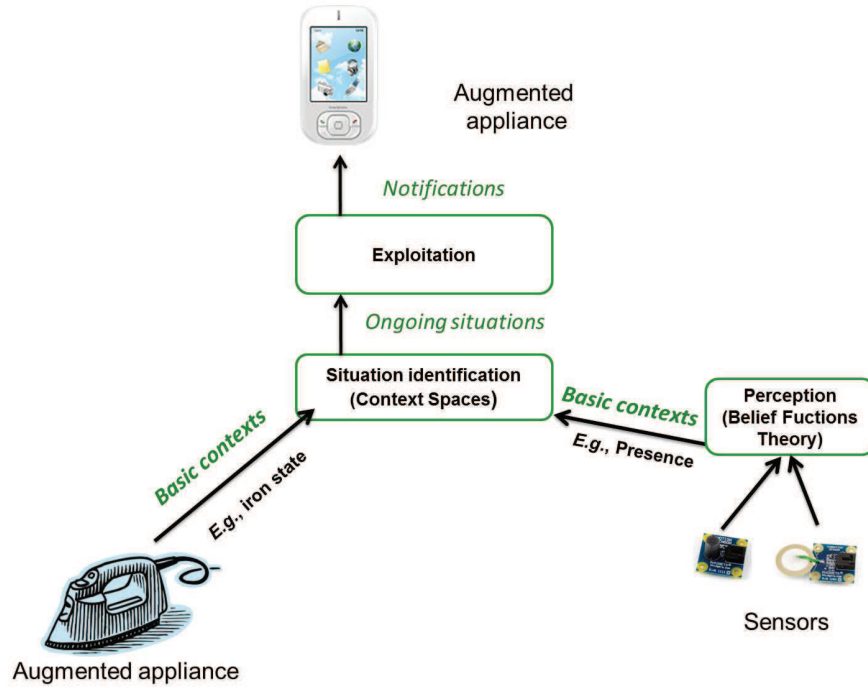 Augmented
appliance
Notifications
Exploitation
Ongoing situations
Situation identification
(Context Spaces)
Basic contexts
E.g., iron state
Basic contexts
E.g., Presence
Perception
(Belief Fuctions
Theory)
Sensors
Augmented appliance